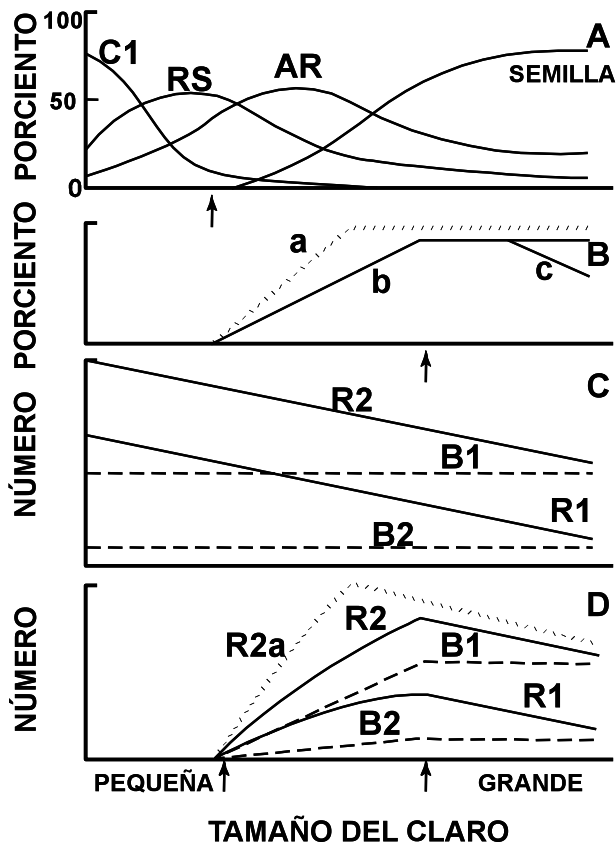 100
50
0
PORCIENTO
C1
RS
AR
A
SEMILLA
PORCIENTO
a
b
c
B
NÚMERO
R2
C
B1
R1
B2
NÚMERO
D
R2a
R2
B1
R1
B2
PEQUEÑA
GRANDE
TAMAÑO DEL CLARO